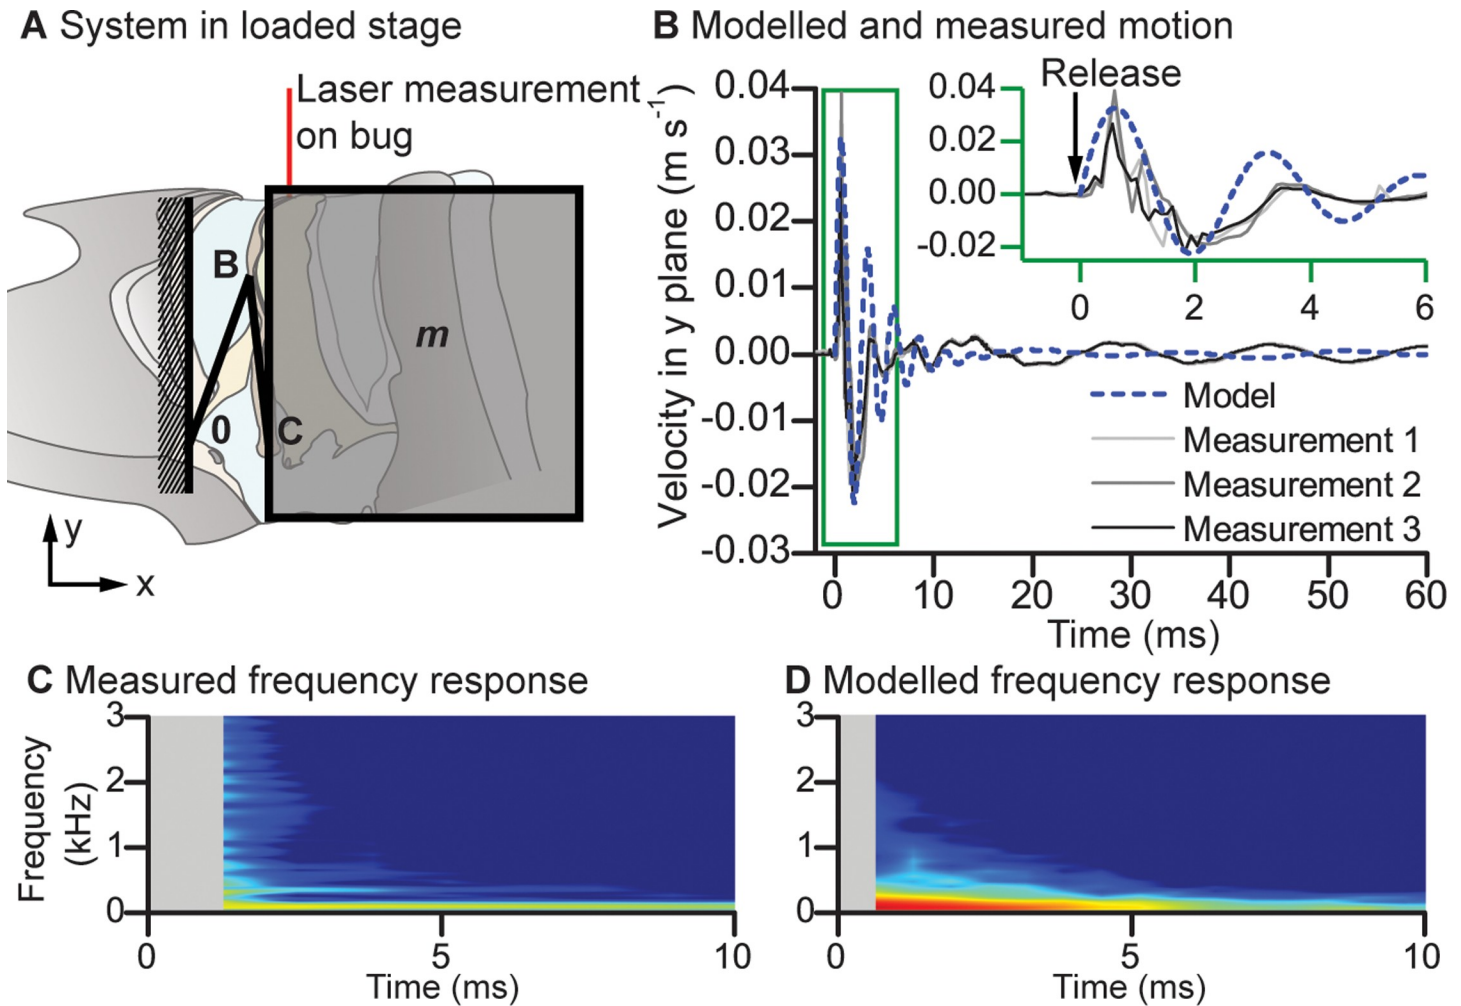 A System in loaded stage
Laser measurement
on bug
B
m
0
C
y
x
B Modelled and measured motion
Velocity in y plane (m s-1)
0.04
0.03
0.02
0.01
0.00
-0.01
-0.02
-0.03
0
10
20
30
40
50
60
Time (ms)
Release
0.04
0.02
0.00
-0.02
0
2
4
6
Model
Measurement 1
Measurement 2
Measurement 3
C Measured frequency response
Frequency
(kHz)
3
2
1
0
0
5
10
Time (ms)
D Modelled frequency response
3
2
1
0
0
5
10
Time (ms)